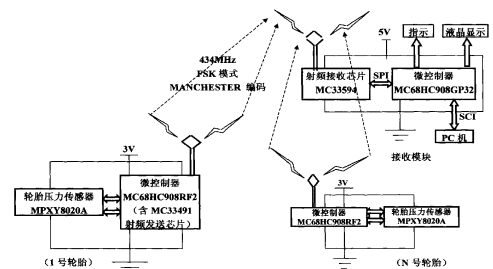 指示
液晶显示
5V
434MHz
FSK 模式
MANCHESTER 编码
射频接收芯片
MC33594
SPI
微控制器
MC68HC908GP32
SCI
PC 机
接收模块
3V
轮胎压力传感器
MPXY8020A
微控制器
MC68HC908RF2
(含 MC33491
射频发送芯片)
(1 号轮胎)
3V
微控制器
MC68HC908RF2
轮胎压力传感器
MPXY8020A
(N 号轮胎)